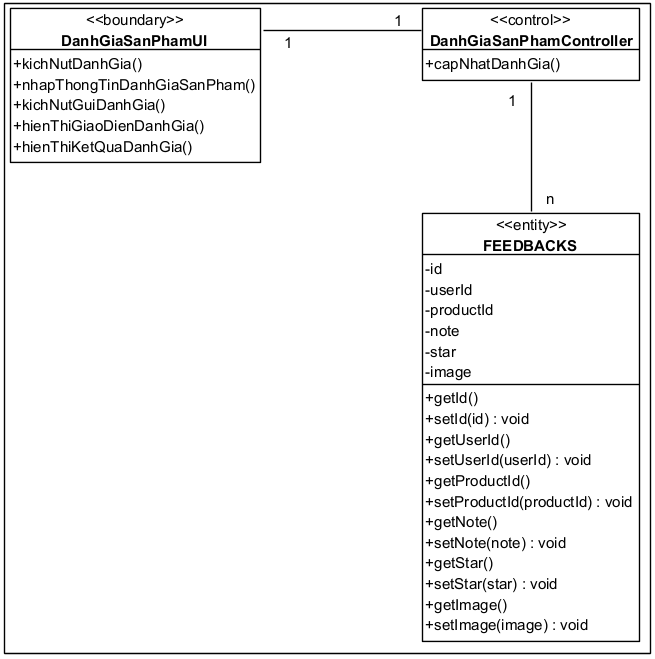 <<boundary>>
DanhGiaSanPhamUI
+kichNutDanhGia()
+nhapThongTinDanhGiaSanPham()
+kichNutGuiDanhGia()
+hienThiGiaoDienDanhGia()
+hienThiKetQuaDanhGia()
1
1
<<control>>
DanhGiaSanPhamController
+capNhatDanhGia()
1
n
<<entity>>
FEEDBACKS
-id
-userId
-productId
-note
-star
-image
+getId()
+setId(id) : void
+getUserId()
+setUserId(userId) : void
+getProductId()
+setProductId(productId) : void
+getNote()
+setNote(note) : void
+getStar()
+setStar(star) : void
+getImage()
+setImage(image) : void